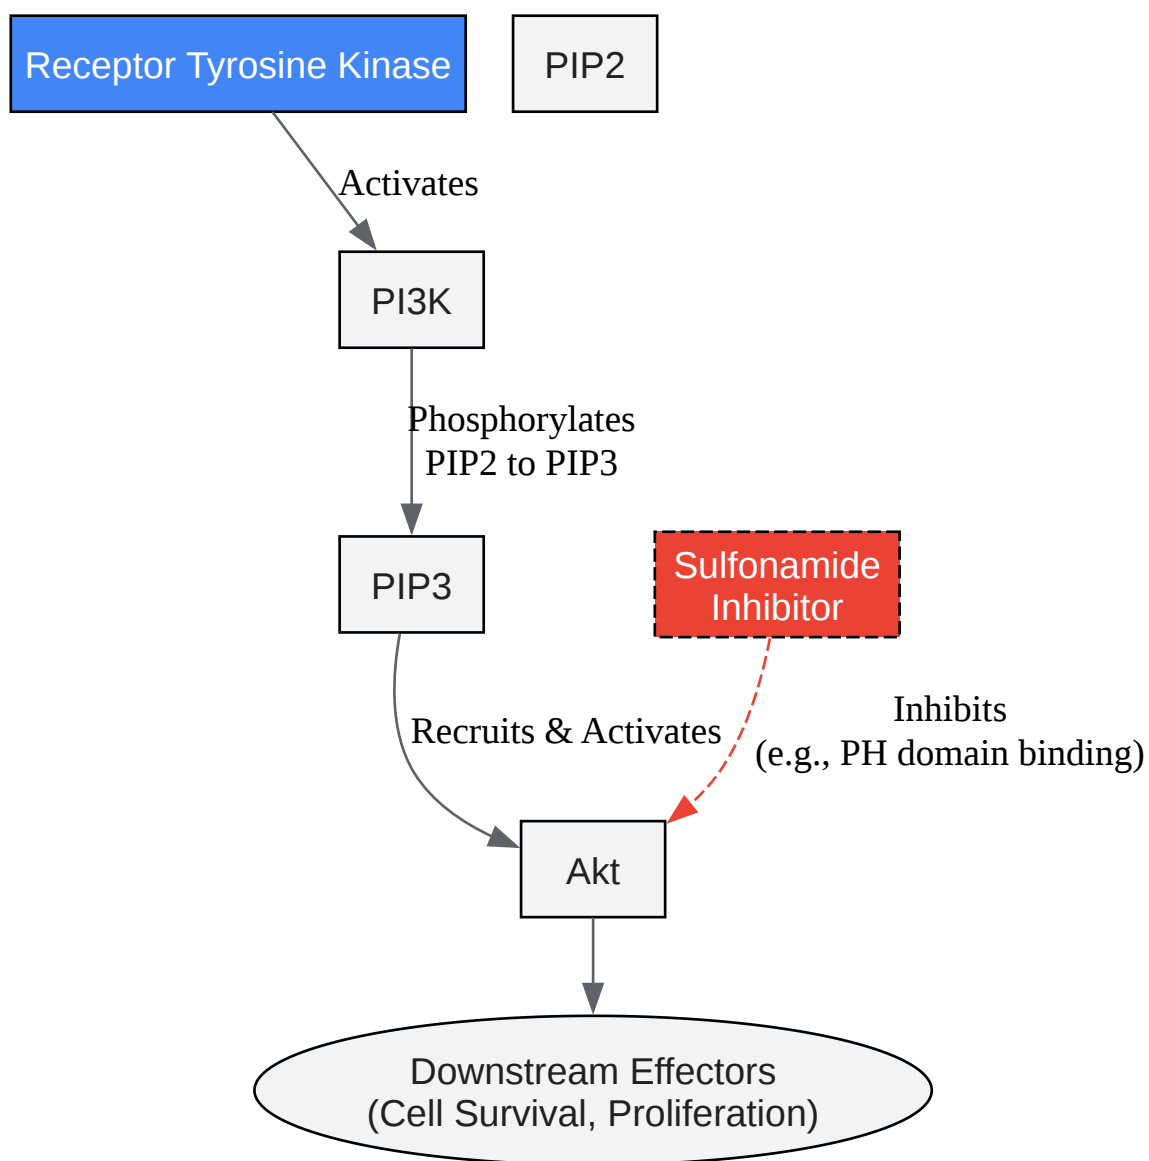 Receptor Tyrosine Kinase
PIP2
Activates
PI3K
Phosphorylates
PIP2 to PIP3
PIP3
Sulfonamide
Inhibitor
Recruits & Activates
Inhibits
(e.g., PH domain binding)
Akt
Downstream Effectors
(Cell Survival, Proliferation)